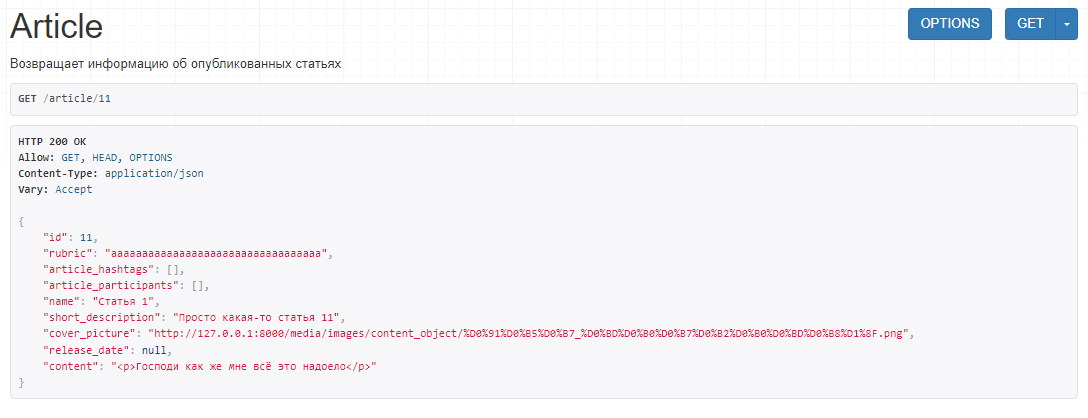 Article
OPTIONS
GET
Возвращает информацию об опубликованных статьях
GET /article/11
HTTP 200 OK
Allow: GET, HEAD, OPTIONS
Content-Type: application/json
Vary: Accept
{
    "id": 11,
    "rubric": "aaaaaaaaaaaaaaaaaaaaaaaaaaaaaaaaaa",
    "article_hashtags": [],
    "article_participants": [],
    "name": "Статья 1",
    "short_description": "Просто какая-то статья 11",
    "cover_picture": "http://127.0.0.1:8000/media/images/content_object/%D0%91%D0%B5%D0%B7_%D0%BD%D0%B0%D0%B7%D0%B2%D0%B0%D0%BD%D0%B8%D1%8F.png",
    "release_date": null,
    "content": "<p>Господи как же мне всё это надоело</p>"
}